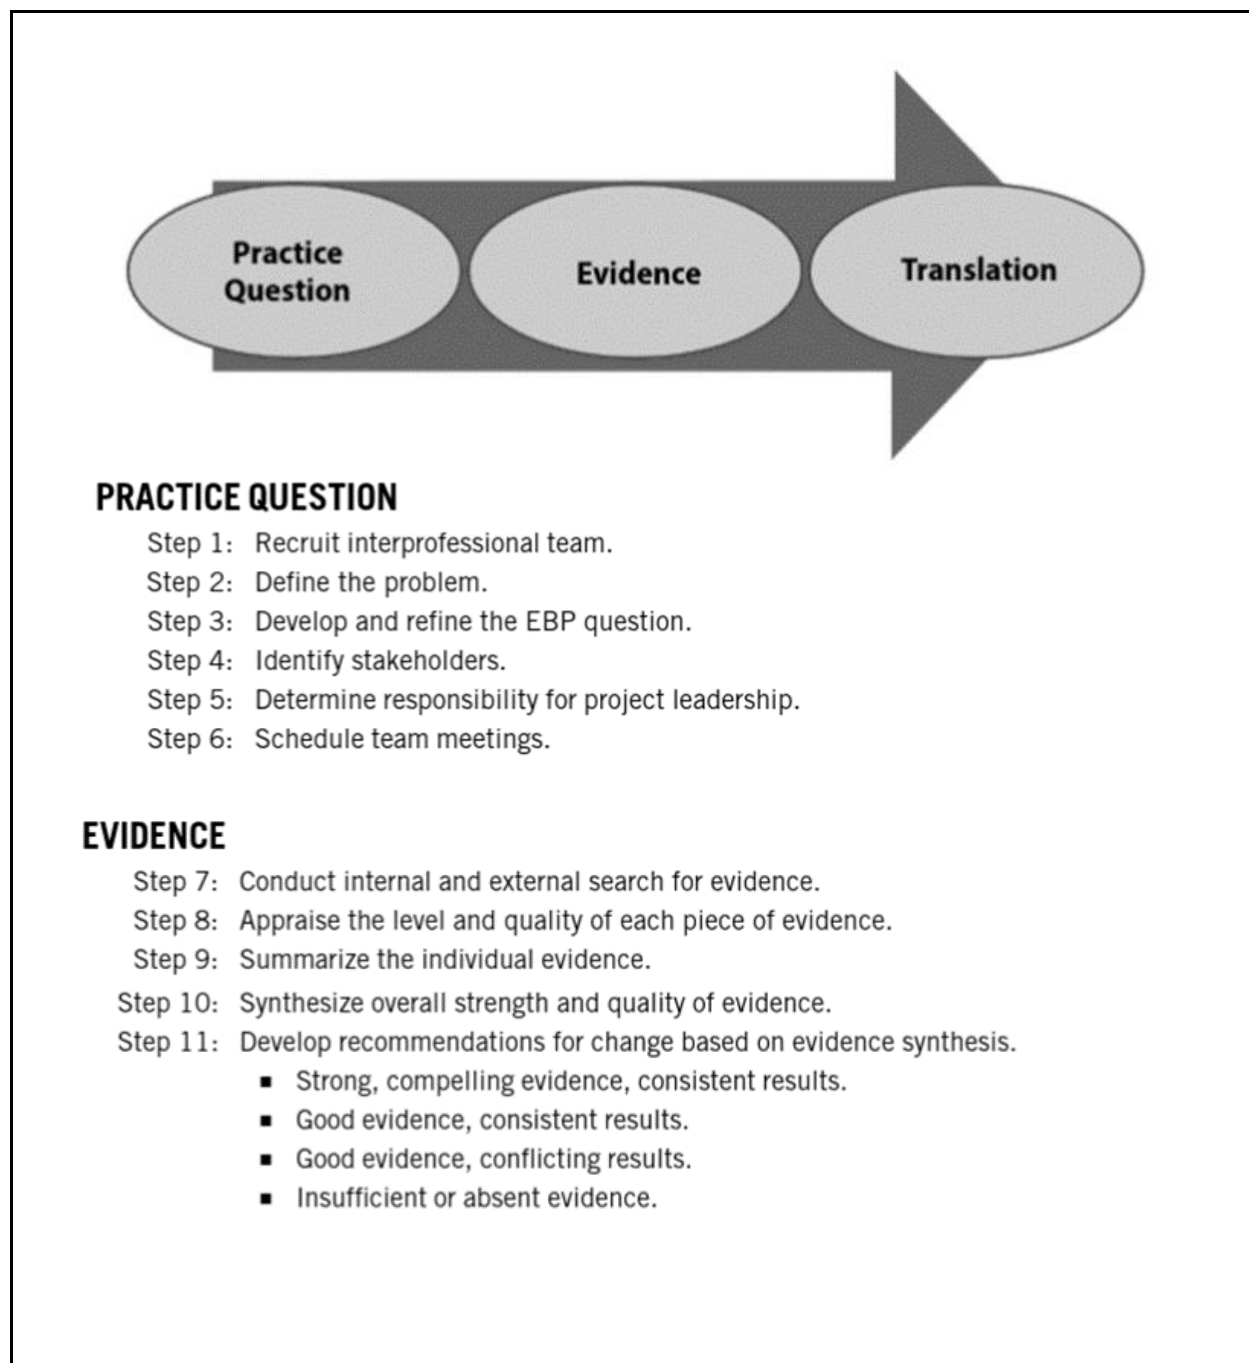 Practice
Question
Evidence
Translation
PRACTICE QUESTION
Step 1: Recruit interprofessional team.
Step 2: Define the problem.
Step 3: Develop and refine the EBP question.
Step 4: Identify stakeholders.
Step 5: Determine responsibility for project leadership.
Step 6: Schedule team meetings.
EVIDENCE
Step 7: Conduct internal and external search for evidence.
Step 8: Appraise the level and quality of each piece of evidence.
Step 9: Summarize the individual evidence.
Step 10: Synthesize overall strength and quality of evidence.
Step 11: Develop recommendations for change based on evidence synthesis.
▪ Strong, compelling evidence, consistent results.
▪ Good evidence, consistent results.
▪ Good evidence, conflicting results.
▪ Insufficient or absent evidence.